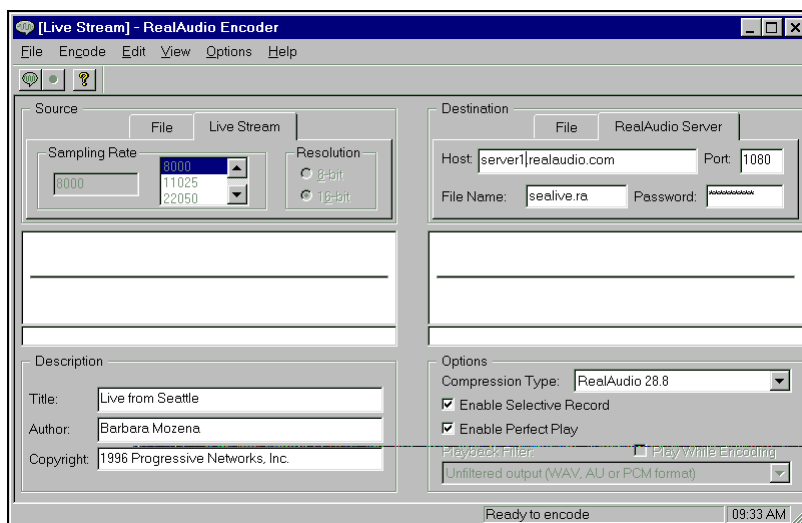 [Live Stream] - RealAudio Encoder
File Encode Edit View Options Help
Source
File Live Stream
Sampling Rate
8000
8000
11025
22050
Resolution
8-bit
16-bit
Destination
File RealAudio Server
Host: server1.realaudio.com Port: 1080
File Name: sealive.ra Password: **********
Description
Title: Live from Seattle
Author: Barbara Mozena
Copyright: 1996 Progressive Networks, Inc.
Options
Compression Type: RealAudio 28.8
Enable Selective Record
Enable Perfect Play
Playback Filter: Play While Encoding
Unfiltered output (WAV, AU or PCM format)
Ready to encode 09:33 AM